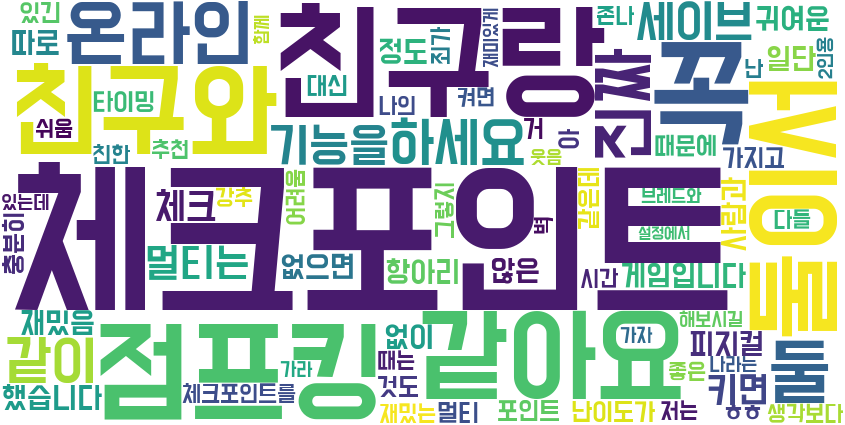 있긴
따로
온라인
함께
친구랑
정도
죄가
재미있게
존나
세이브
귀여운
난
일단
2인용
친구와
타이밍
대신
나인
켜면
진짜
꼭
서이를
쉬움
친한
추천
기능을
하세요
거
아
웃음
때문에
가지고
체크포인트
충분히
있는데
체크
강추
어려움
그렇지
벽
같은데
브레드와
설정에서
사람과
다들
멀티는
없으면
항아리
않은
시간
게임입니다
재밌음
같이
했습니다
점프킹
가라
체크포인트를
없이
때는
것도
재밌는
멀티
같아요
포인트
난이도가
가자
해보시길
피지컬
좋은
나라는
저는
키면
ㅎㅎ
둘
생각보다